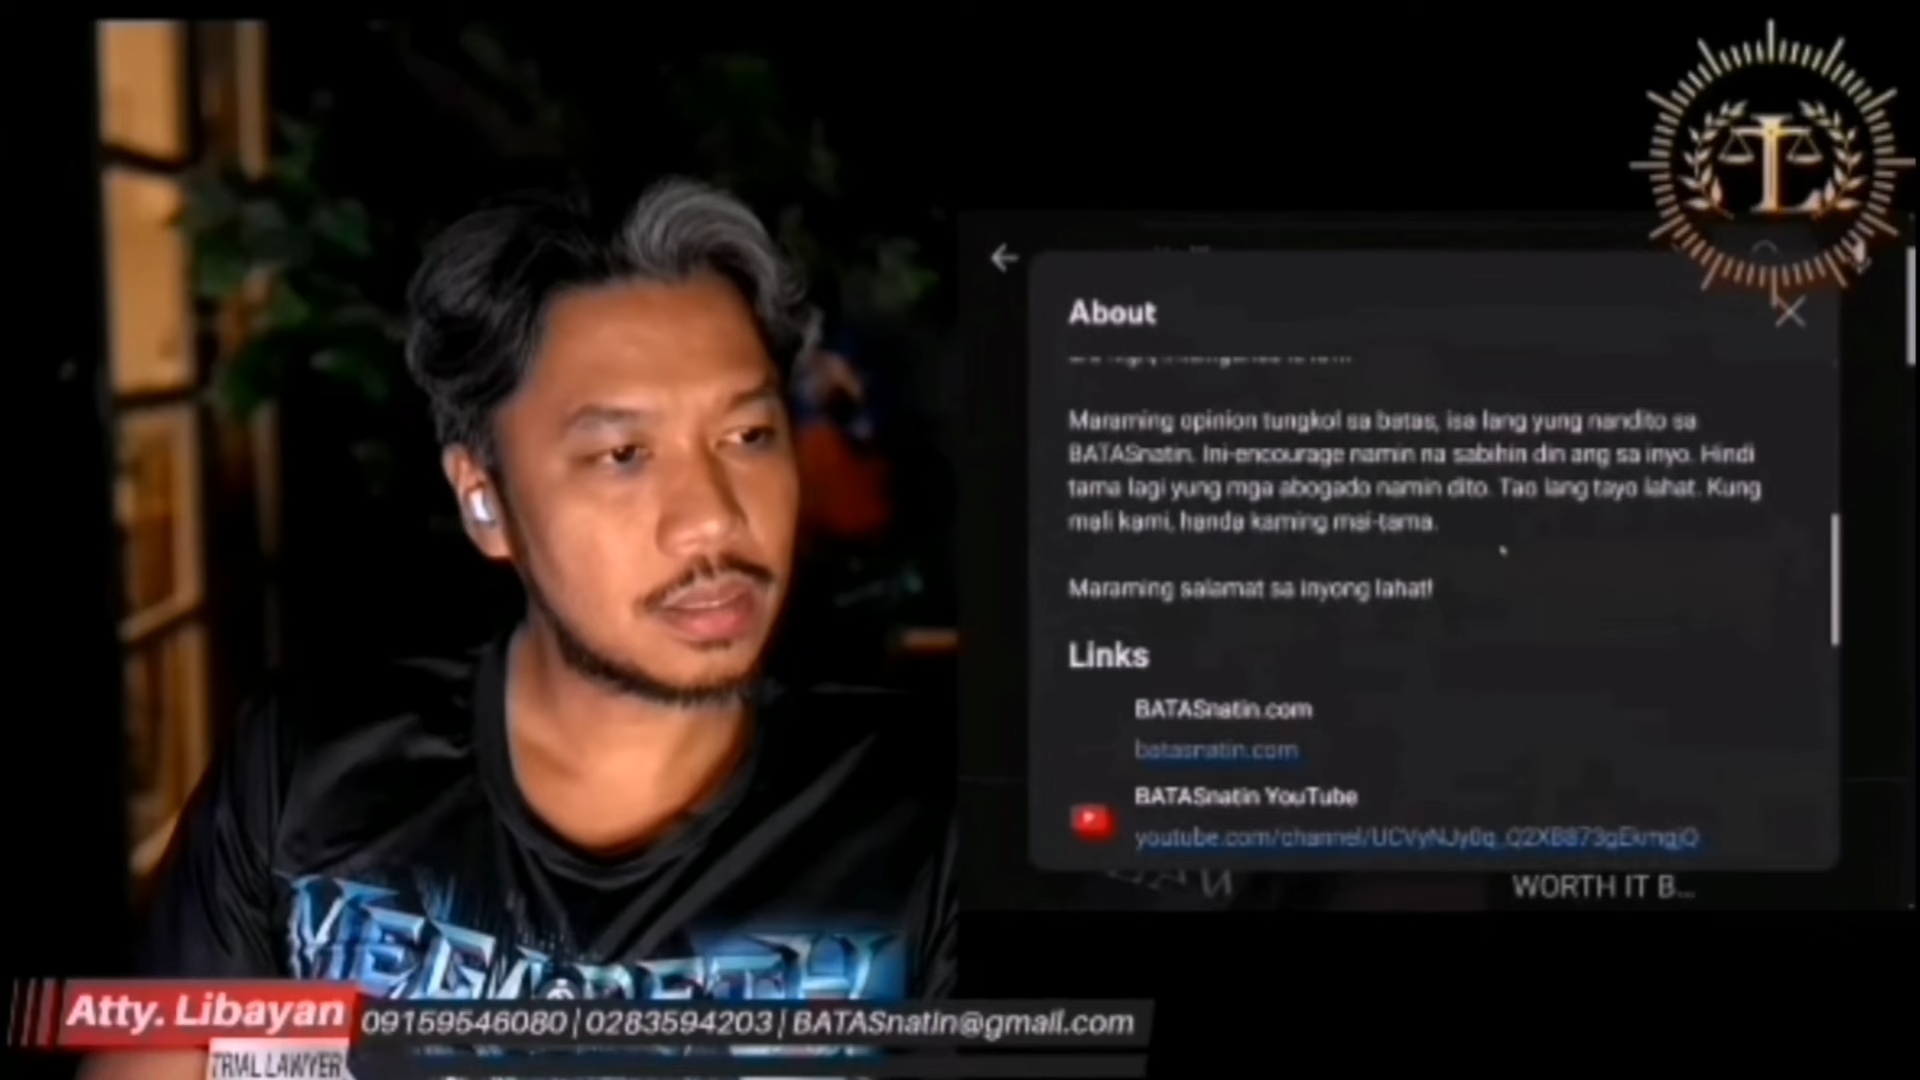 About
Maraming opinion tungkol sa batas, isa lang yung nandito sa
BATASnatin. Ini-encourage namin na sabihin din ang sa inyo. Hindi
tama lagi yung mga abogado namin dito. Tao lang tayo lahat. Kung
mali kami, handa kaming mai-tama.
Maraming salamat sa inyong lahat!
Links
BATASnatin.com
batasnatin.com
BATASnatin YouTube
WORTH IT B...
MEGADETH
Atty. Libayan
09159546080 | 0283594203 | BATASnatin@gmail.com
TRIAL LAWYER